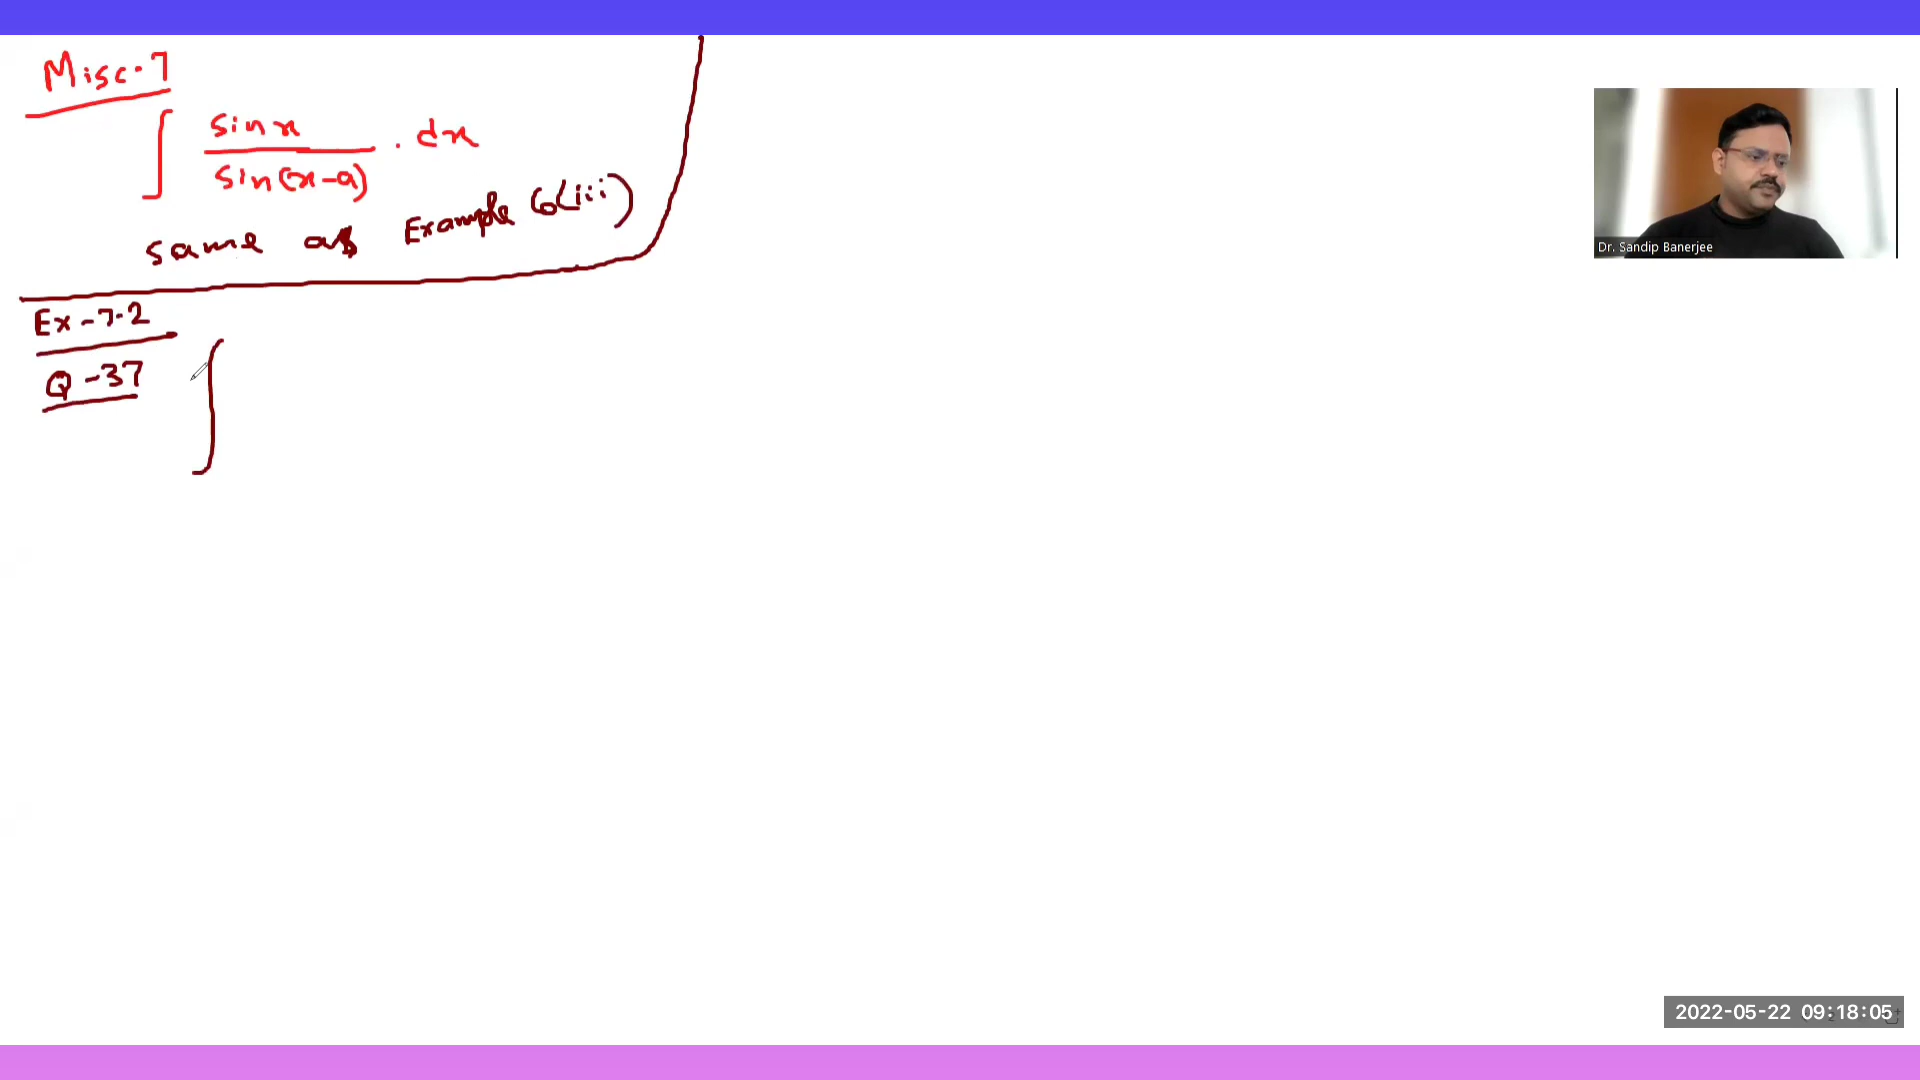 Misc.7
∫ sinx / sin(x-a) . dx
same as Example 6(iii)
Ex-7.2
Q-37 ∫
Dr. Sandip Banerjee
2022-05-22 09:18:05